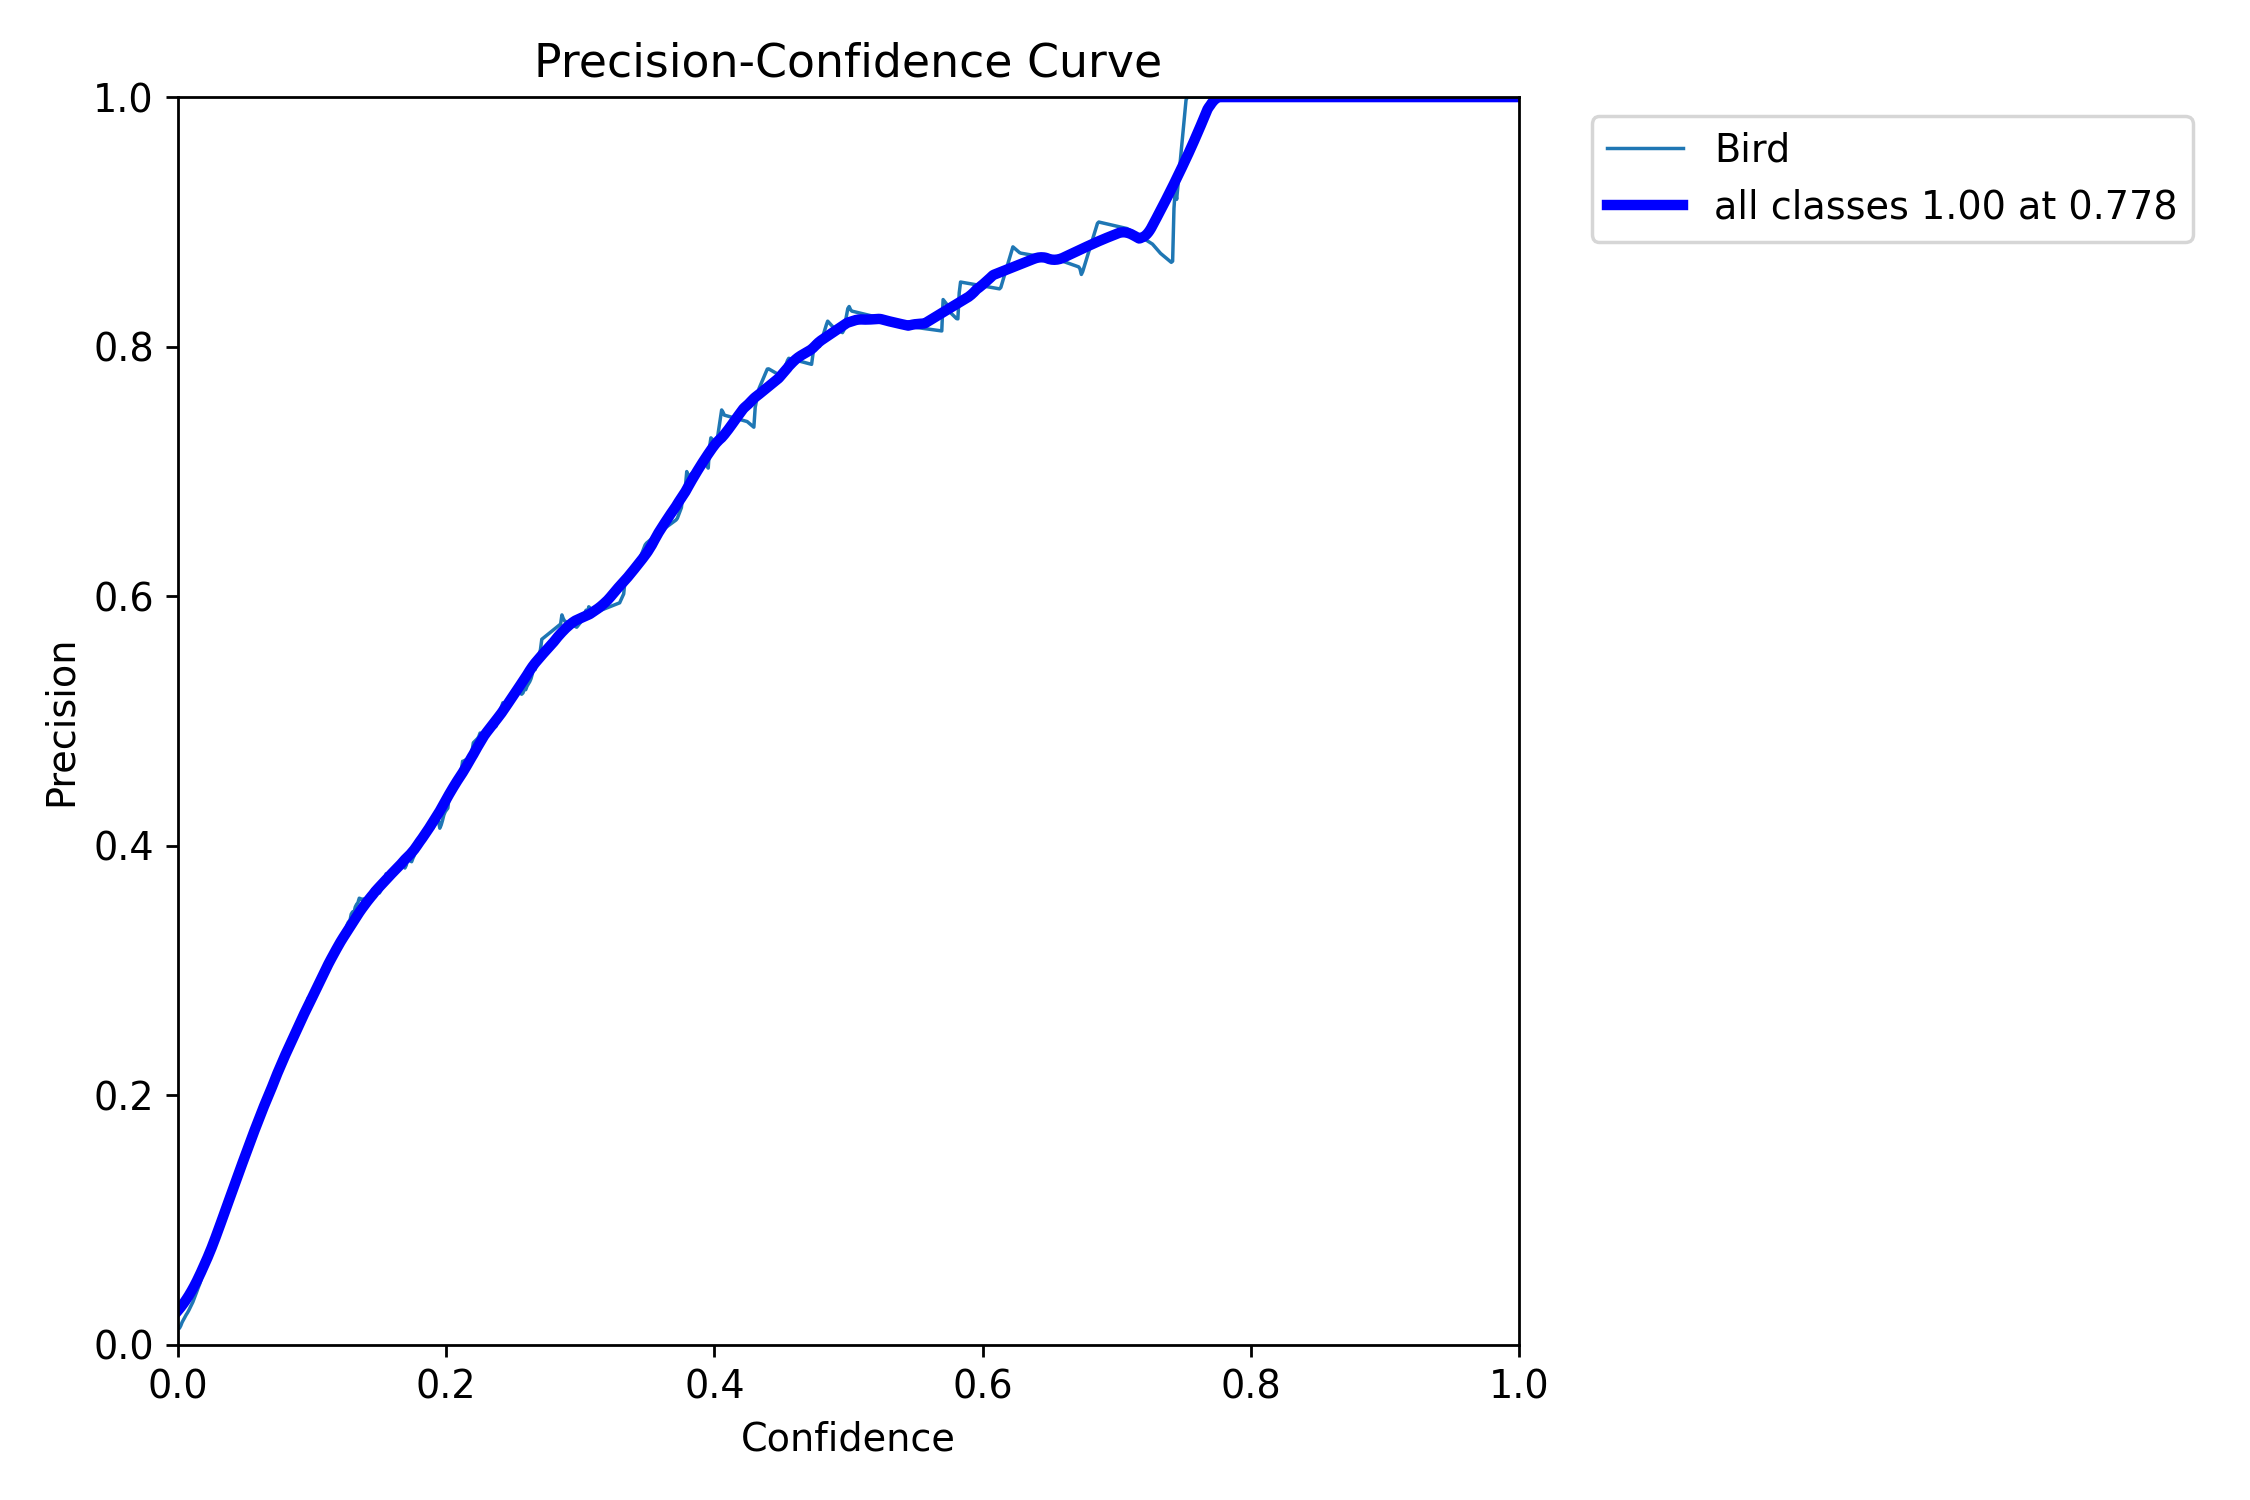 Precision-Confidence Curve
1.0
0.8
0.6
0.4
0.2
0.0
Precision
0.0 0.2 0.4 0.6 0.8 1.0
Confidence
Bird
all classes 1.00 at 0.778